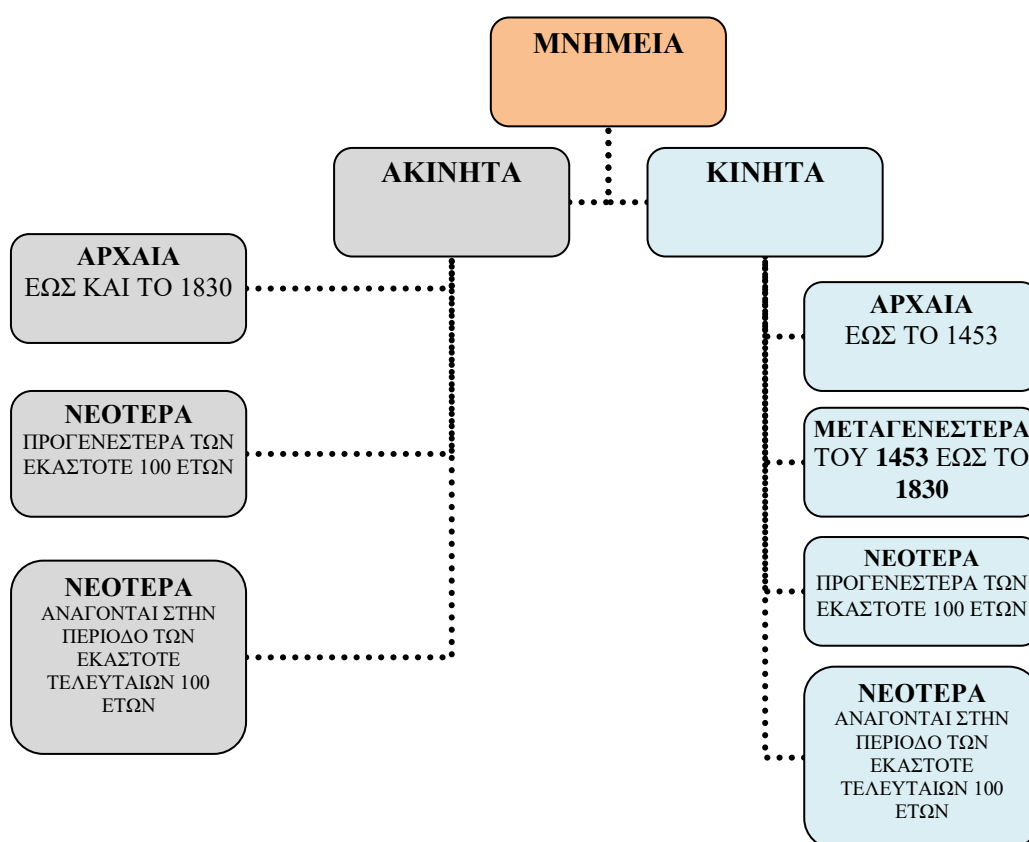 ΜΝΗΜΕΙΑ
ΑΚΙΝΗΤΑ
ΑΡΧΑΙΑ
ΕΩΣ ΚΑΙ ΤΟ 1830
ΝΕΟΤΕΡΑ
ΠΡΟΓΕΝΕΣΤΕΡΑ ΤΩΝ
ΕΚΑΣΤΟΤΕ 100 ΕΤΩΝ
ΝΕΟΤΕΡΑ
ΑΝΑΓΟΝΤΑΙ ΣΤΗΝ
ΠΕΡΙΟΔΟ ΤΩΝ
ΕΚΑΣΤΟΤΕ
ΤΕΛΕΥΤΑΙΩΝ 100
ΕΤΩΝ
ΚΙΝΗΤΑ
ΑΡΧΑΙΑ
ΕΩΣ ΤΟ 1453
ΜΕΤΑΓΕΝΕΣΤΕΡΑ
ΤΟΥ 1453 ΕΩΣ ΤΟ
1830
ΝΕΟΤΕΡΑ
ΠΡΟΓΕΝΕΣΤΕΡΑ ΤΩΝ
ΕΚΑΣΤΟΤΕ 100 ΕΤΩΝ
ΝΕΟΤΕΡΑ
ΑΝΑΓΟΝΤΑΙ ΣΤΗΝ
ΠΕΡΙΟΔΟ ΤΩΝ
ΕΚΑΣΤΟΤΕ
ΤΕΛΕΥΤΑΙΩΝ 100
ΕΤΩΝ